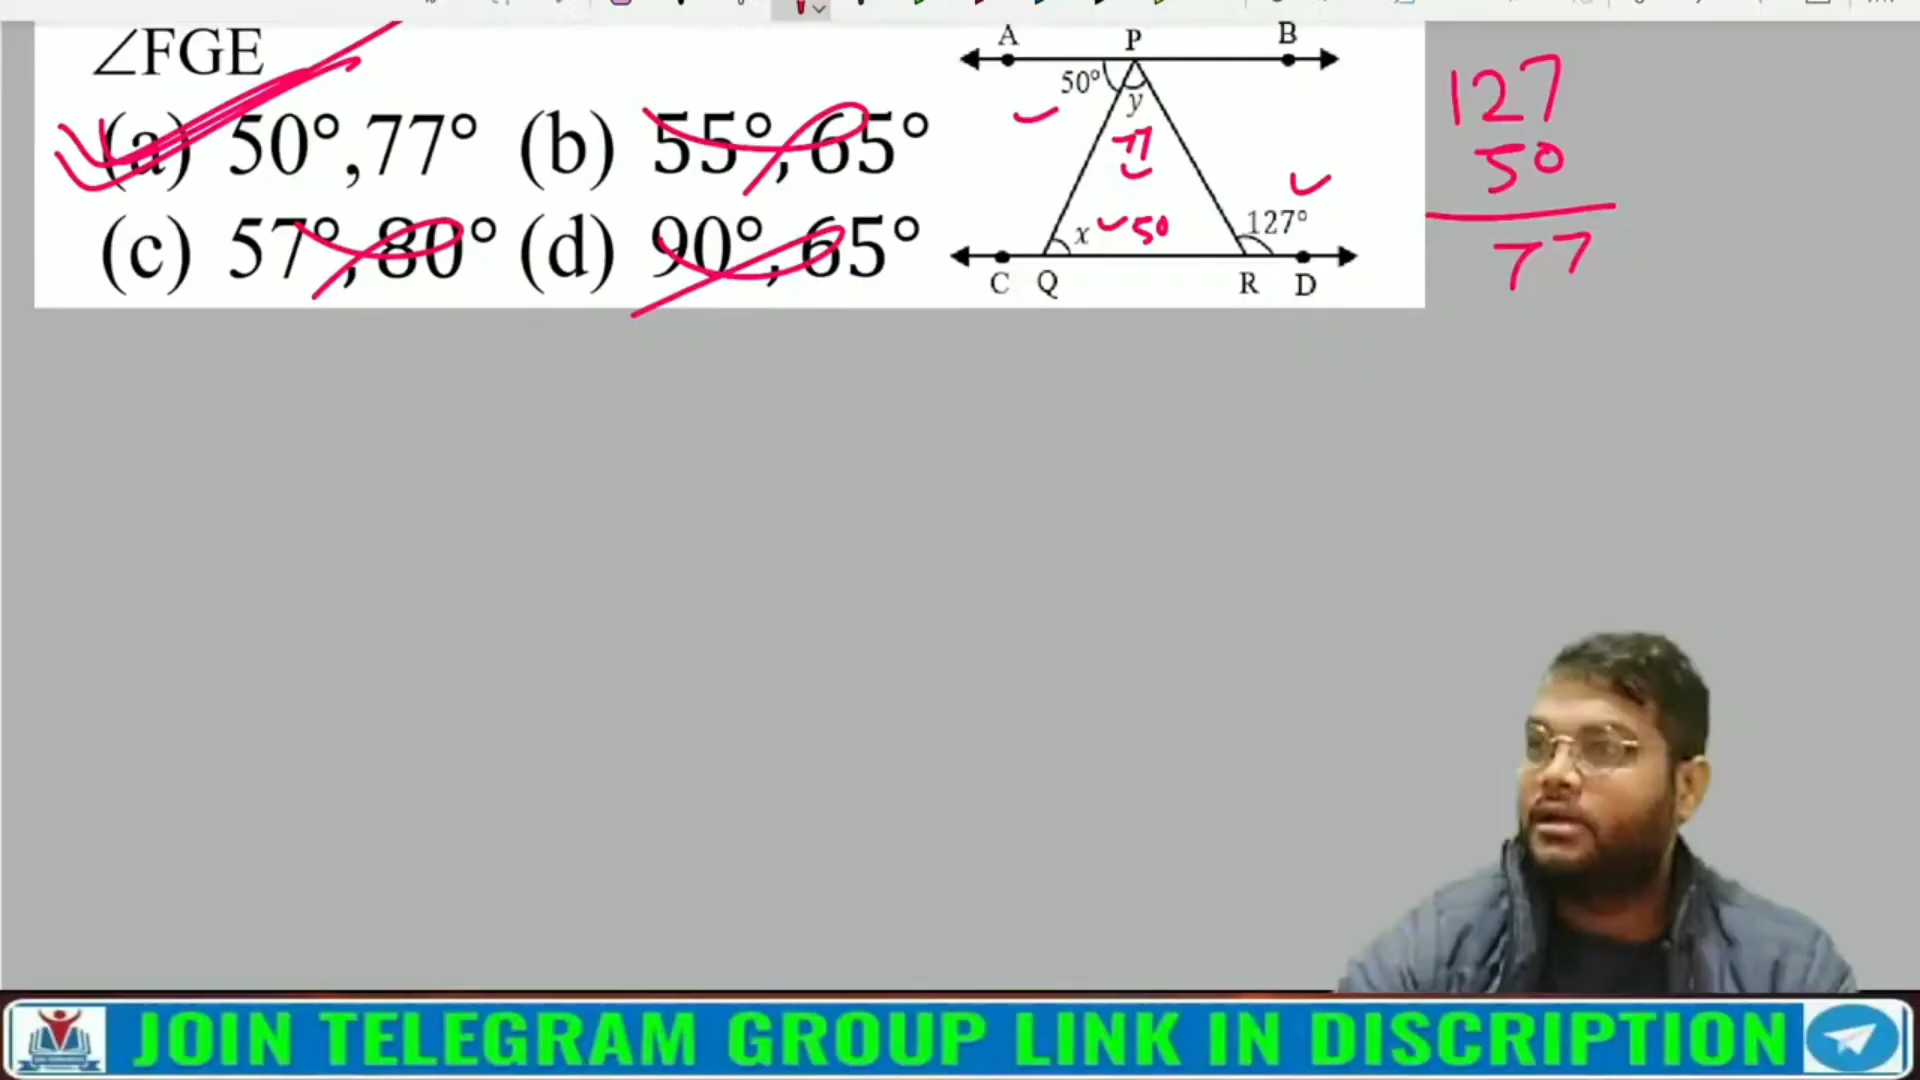 ∠FGE
(a) 50°,77° (b) 55°,65°
(c) 57°,80° (d) 90°,65°
A P B
50°
y
77
x 50
127°
C Q R D
127
50
77
JOIN TELEGRAM GROUP LINK IN DISCRIPTION